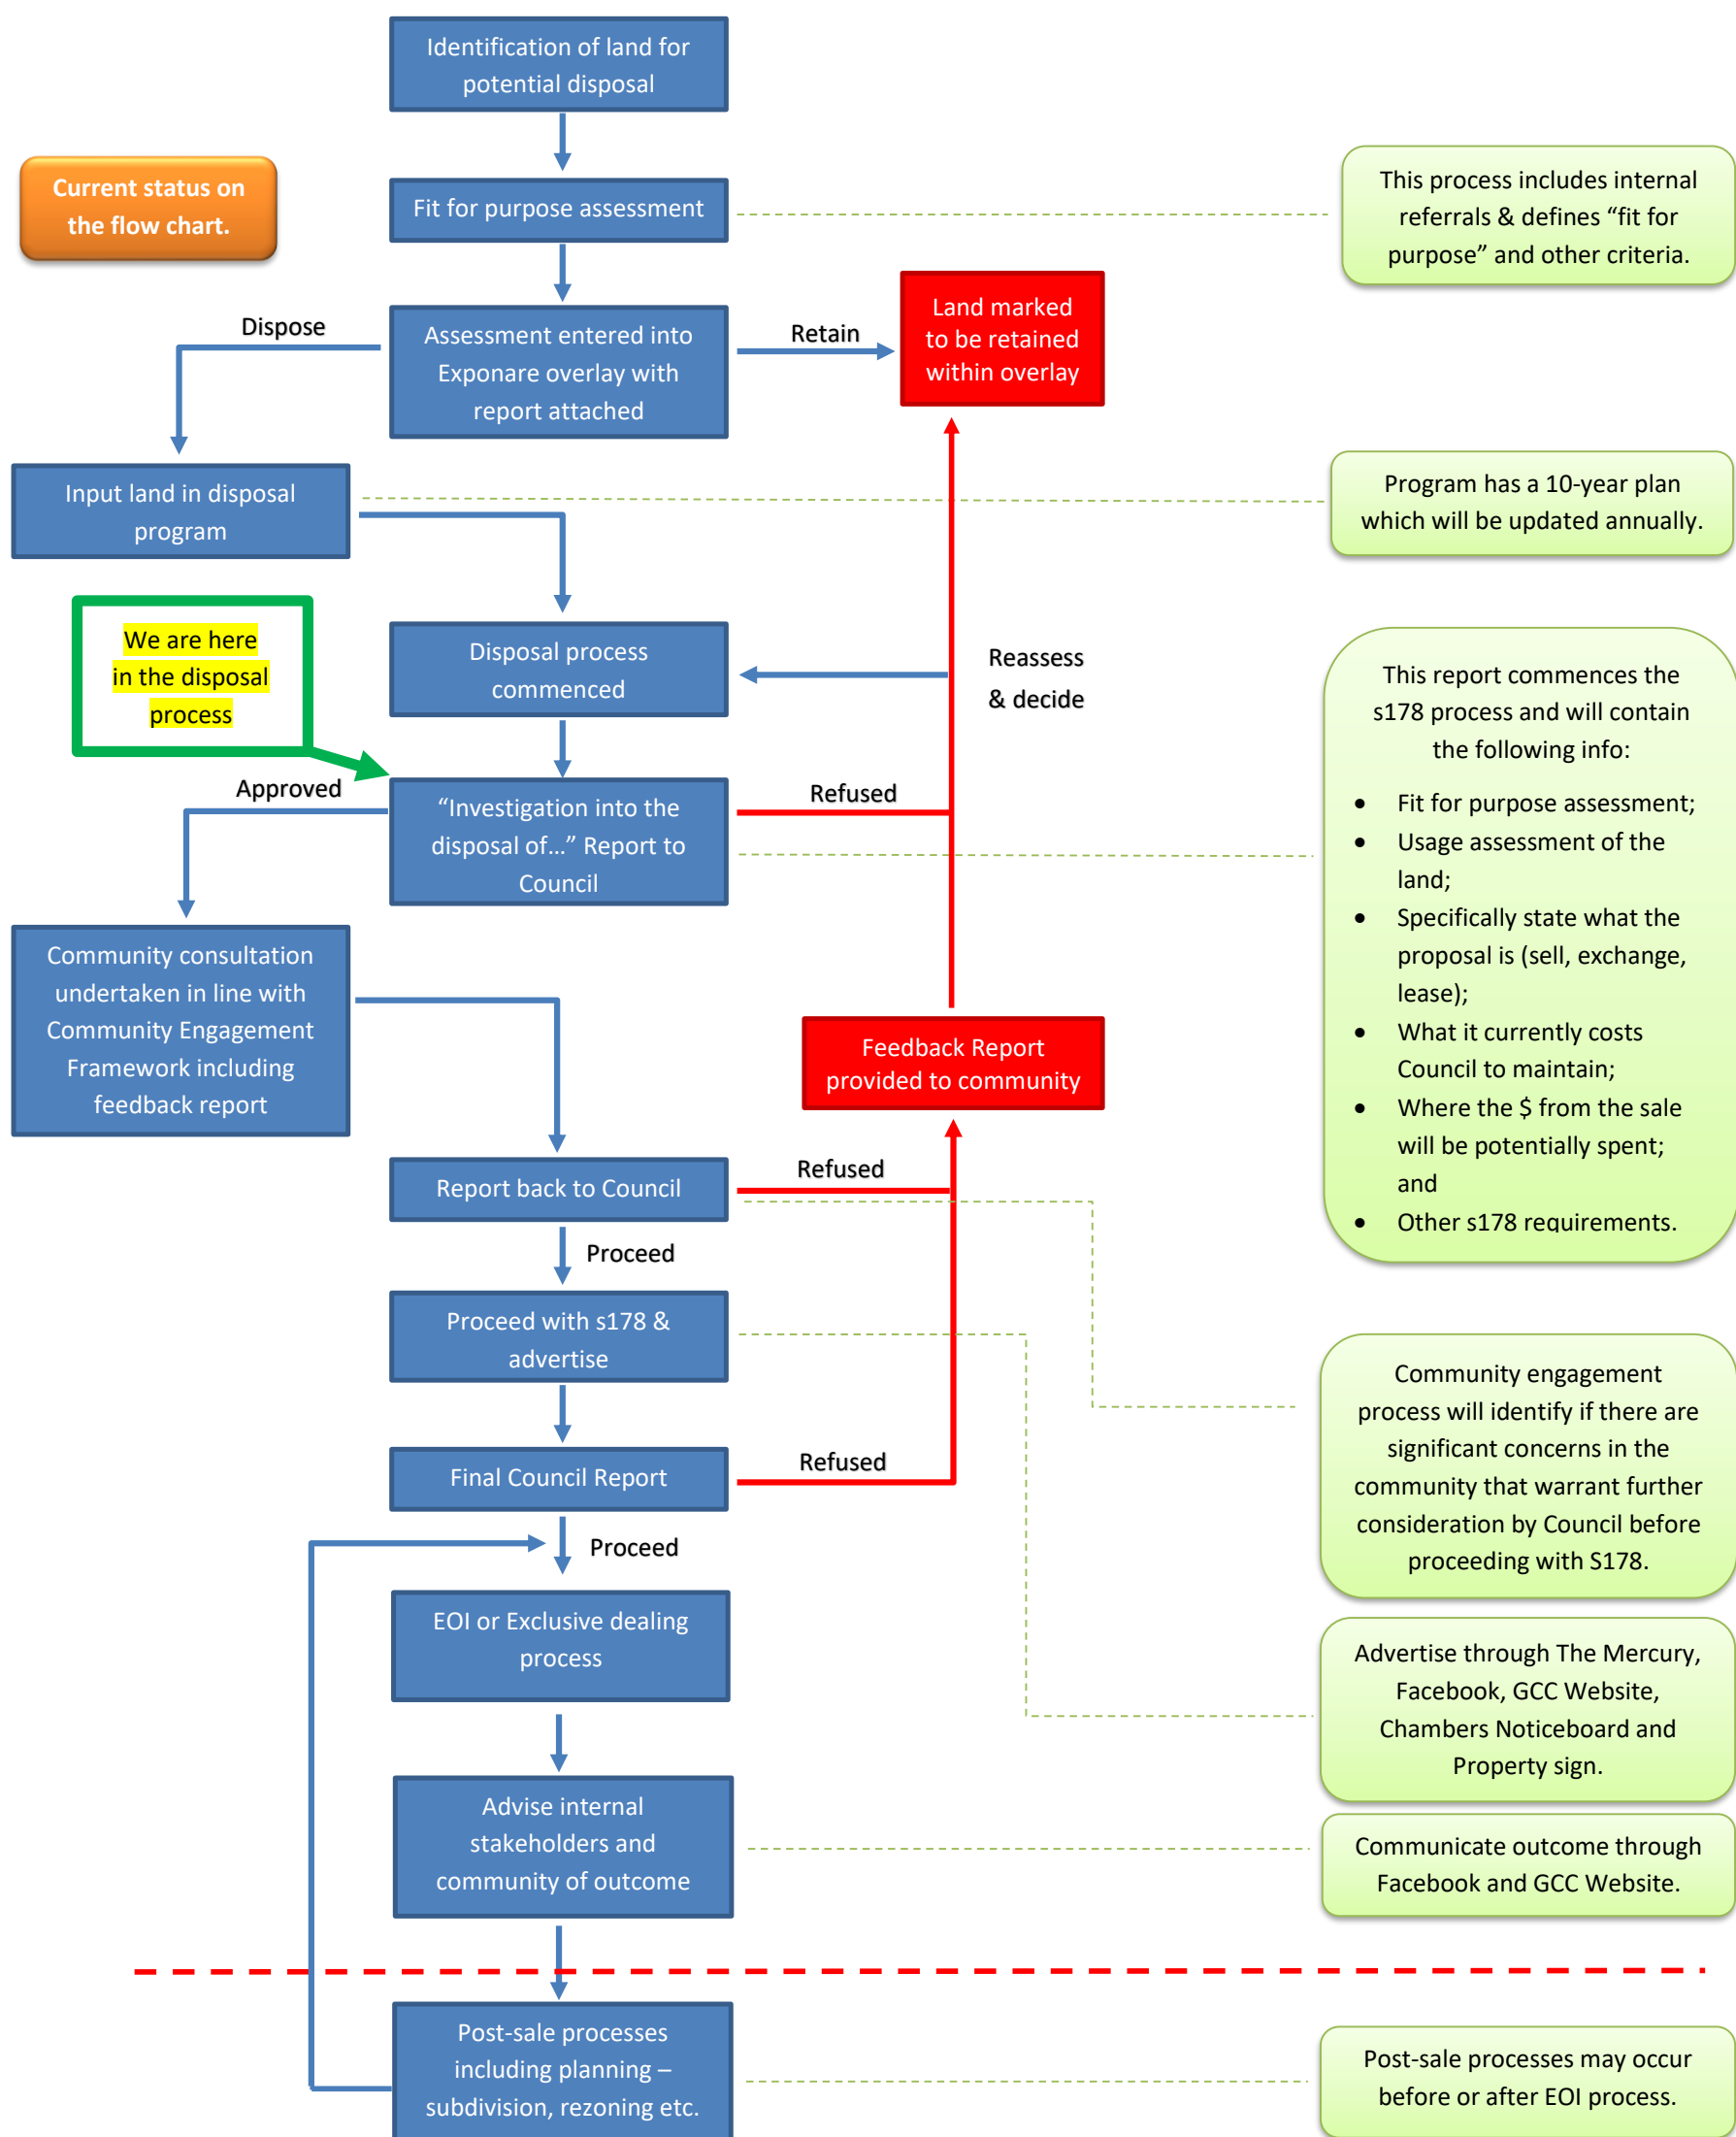 Identification of land for
potential disposal
Current status on
the flow chart.
Fit for purpose assessment
This process includes internal
referrals & defines “fit for
purpose” and other criteria.
Dispose
Assessment entered into
Exponare overlay with
report attached
Retain
Land marked
to be retained
within overlay
Input land in disposal
program
Program has a 10-year plan
which will be updated annually.
We are here
in the disposal
process
Disposal process
commenced
Reassess
& decide
This report commences the
s178 process and will contain
the following info:
• Fit for purpose assessment;
• Usage assessment of the
land;
• Specifically state what the
proposal is (sell, exchange,
lease);
• What it currently costs
Council to maintain;
• Where the $ from the sale
will be potentially spent;
and
• Other s178 requirements.
Approved
“Investigation into the
disposal of…” Report to
Council
Refused
Community consultation
undertaken in line with
Community Engagement
Framework including
feedback report
Feedback Report
provided to community
Report back to Council
Refused
Proceed
Proceed with s178 &
advertise
Community engagement
process will identify if there are
significant concerns in the
community that warrant further
consideration by Council before
proceeding with S178.
Final Council Report
Refused
Proceed
EOI or Exclusive dealing
process
Advertise through The Mercury,
Facebook, GCC Website,
Chambers Noticeboard and
Property sign.
Advise internal
stakeholders and
community of outcome
Communicate outcome through
Facebook and GCC Website.
Post-sale processes
including planning –
subdivision, rezoning etc.
Post-sale processes may occur
before or after EOI process.